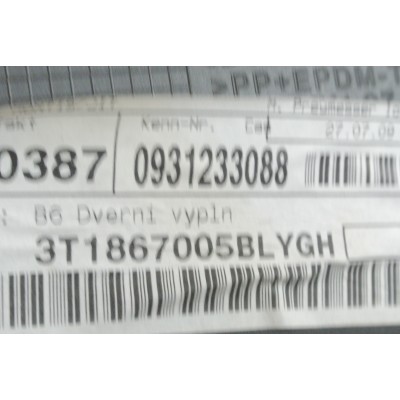 >PP+EPDM-T
Kenn-Nr.
27.07.09
0387 0931233088
: B6 Dverni vypln
3T1867005BLYGH